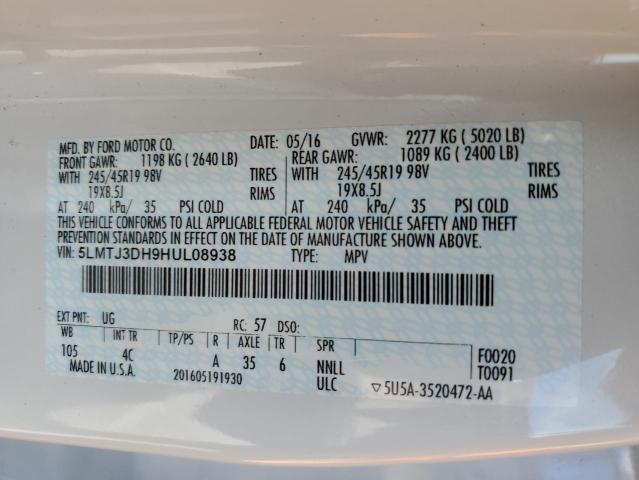 MFD. BY FORD MOTOR CO. DATE: 05/16 GVWR: 2277 KG ( 5020 LB)
FRONT GAWR: 1198 KG ( 2640 LB) REAR GAWR: 1089 KG ( 2400 LB)
WITH 245/45R19 98V TIRES WITH 245/45R19 98V TIRES
19X8.5J RIMS 19X8.5J RIMS
AT 240 kPa/ 35 PSI COLD AT 240 kPa/ 35 PSI COLD
THIS VEHICLE CONFORMS TO ALL APPLICABLE FEDERAL MOTOR VEHICLE SAFETY AND THEFT
PREVENTION STANDARDS IN EFFECT ON THE DATE OF MANUFACTURE SHOWN ABOVE.
VIN: 5LMTJ3DH9HUL08938 TYPE: MPV
EXT PNT: UG RC: 57 DSO:
WB INT TR TP/PS R AXLE TR SPR F0020
105 4C A 35 6 NNLL T0091
MADE IN U.S.A. 201605191930 ULC ▽5U5A-3520472-AA